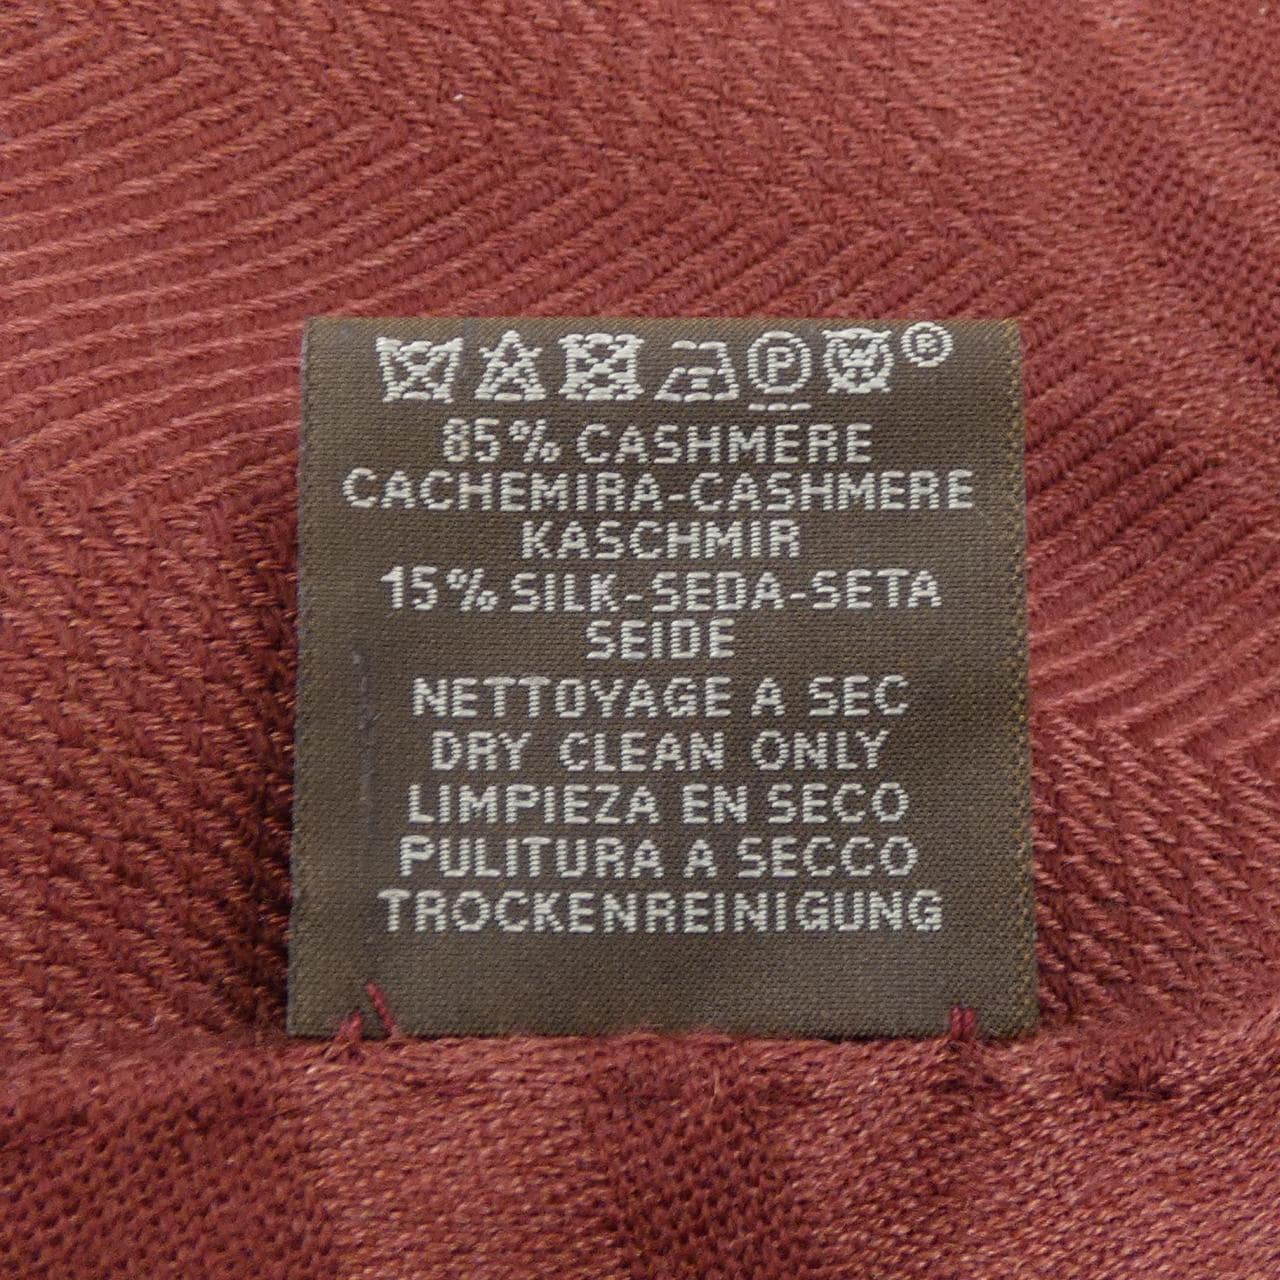 P ®
85% CASHMERE
CACHEMIRA-CASHMERE
KASCHMIR
15% SILK-SEDA-SETA
SEIDE
NETTOYAGE A SEC
DRY CLEAN ONLY
LIMPIEZA EN SECO
PULITURA A SECCO
TROCKENREINIGUNG